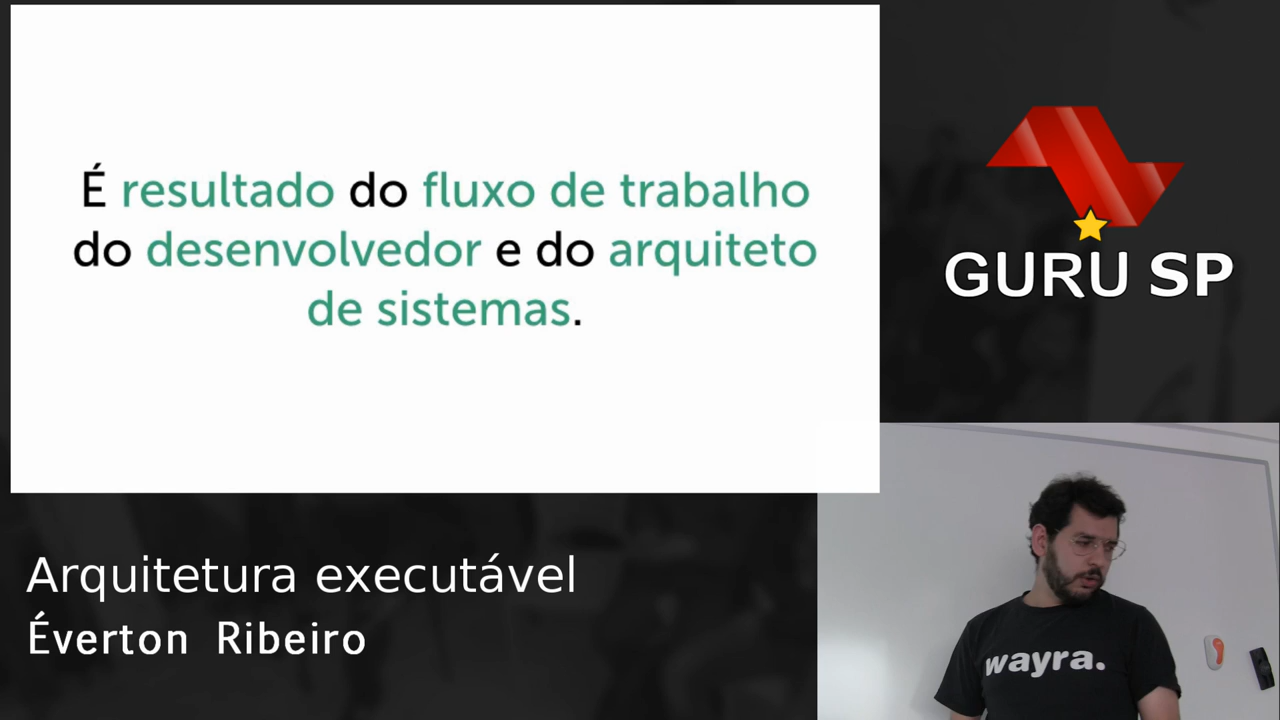 É resultado do fluxo de trabalho
do desenvolvedor e do arquiteto
de sistemas.
GURU SP
Arquitetura executável
Éverton Ribeiro
wayra.